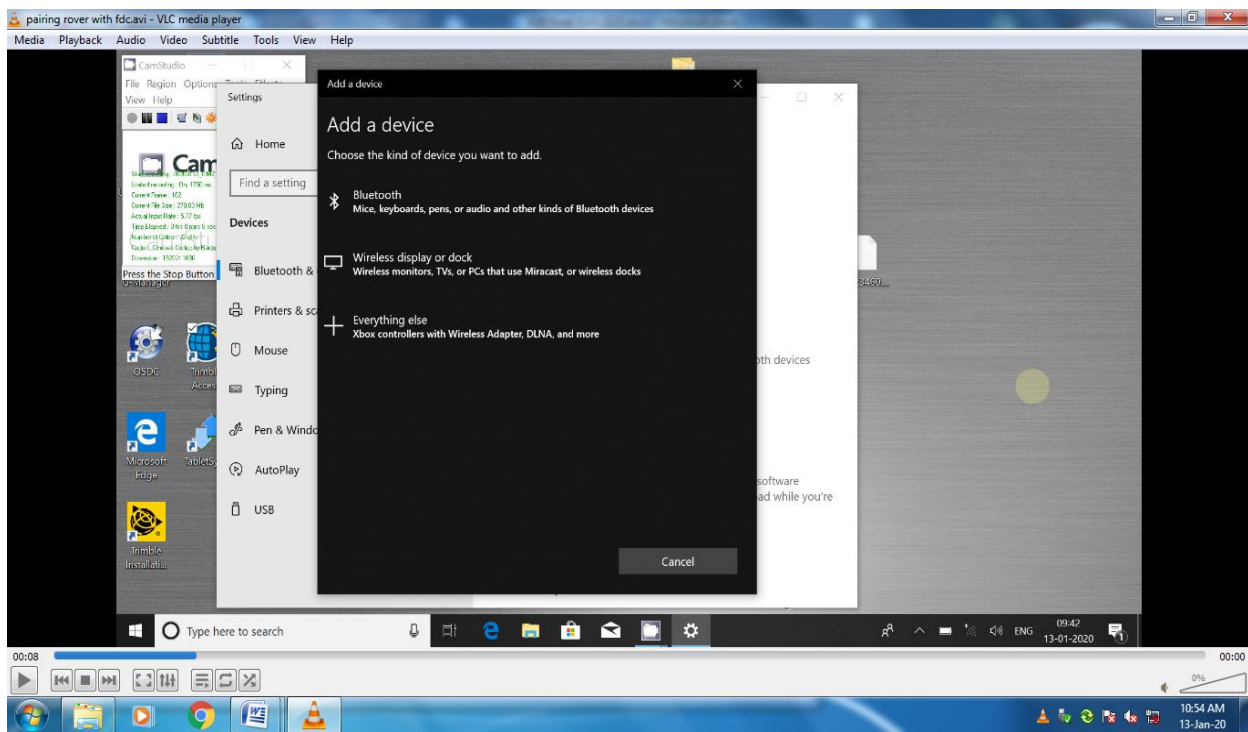 pairing rover with fdc.avi - VLC media player
Media Playback Audio Video Subtitle Tools View Help
CamStudio
File Region Options
View Help
Cam
Press the Stop Button
Settings
Home
Find a setting
Devices
Bluetooth &
Printers & sc
Mouse
Typing
Pen & Windo
AutoPlay
USB
Add a device
Add a device
Choose the kind of device you want to add.
Bluetooth
Mice, keyboards, pens, or audio and other kinds of Bluetooth devices
Wireless display or dock
Wireless monitors, TVs, or PCs that use Miracast, or wireless docks
Everything else
Xbox controllers with Wireless Adapter, DLNA, and more
Cancel
oth devices
software
ad while you're
OSDC
Trimbl
Acces
Microsoft
Edge
TabletS
Trimble
Installati...
Type here to search
ENG
09:42
13-01-2020
1
00:08
00:00
0%
10:54 AM
13-Jan-20